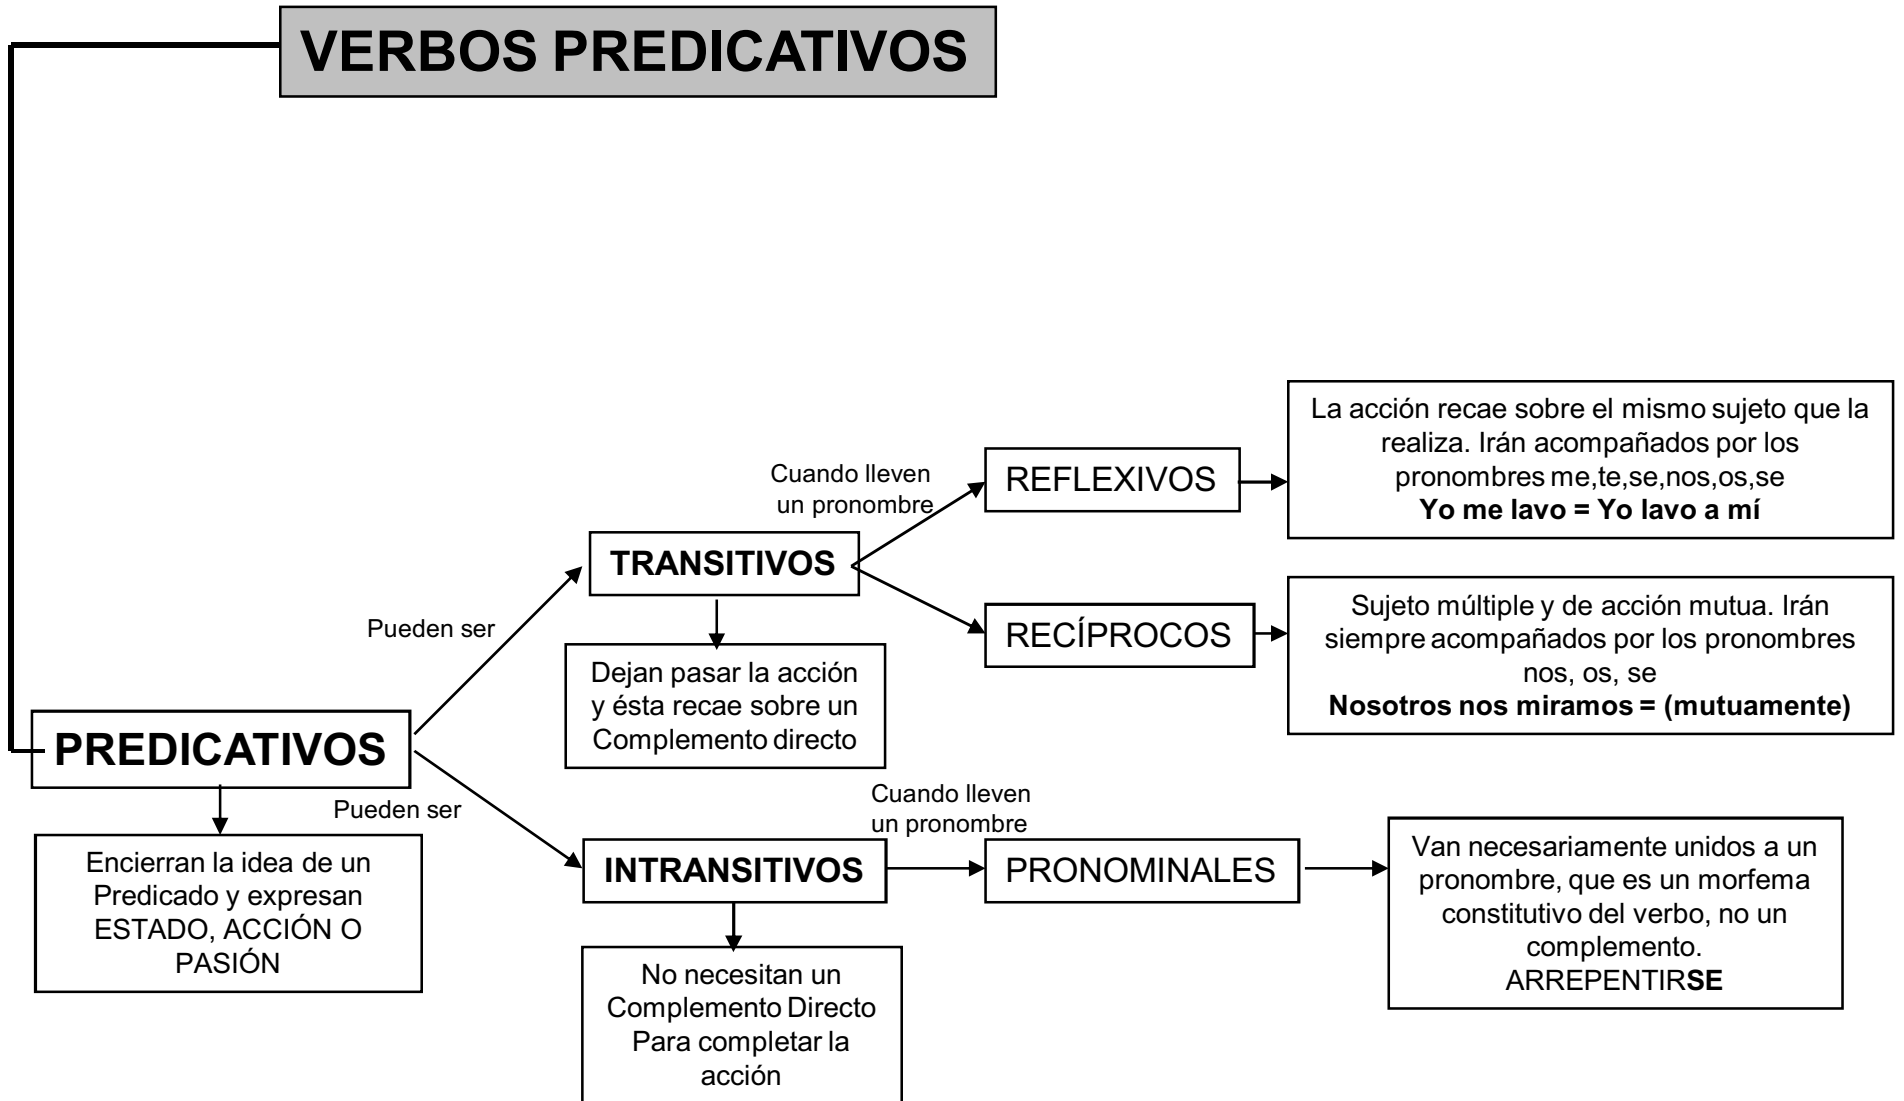 VERBOS PREDICATIVOS
Cuando lleven
un pronombre
REFLEXIVOS
La acción recae sobre el mismo sujeto que la
realiza. Irán acompañados por los
pronombres me,te,se,nos,os,se
Yo me lavo = Yo lavo a mí
TRANSITIVOS
Pueden ser
RECÍPROCOS
Sujeto múltiple y de acción mutua. Irán
siempre acompañados por los pronombres
nos, os, se
Nosotros nos miramos = (mutuamente)
Dejan pasar la acción
y ésta recae sobre un
Complemento directo
PREDICATIVOS
Pueden ser
Encierran la idea de un
Predicado y expresan
ESTADO, ACCIÓN O
PASIÓN
INTRANSITIVOS
Cuando lleven
un pronombre
PRONOMINALES
Van necesariamente unidos a un
pronombre, que es un morfema
constitutivo del verbo, no un
complemento.
ARREPENTIRSE
No necesitan un
Complemento Directo
Para completar la
acción